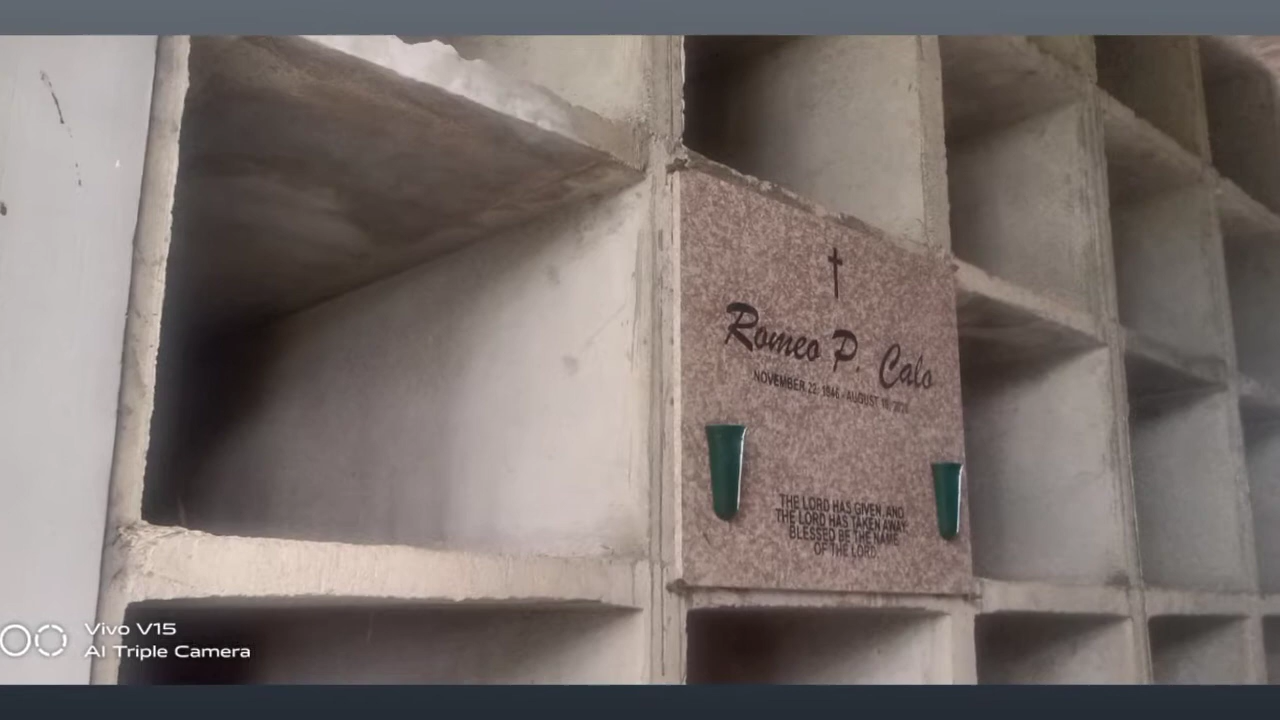 Romeo P. Calo
NOVEMBER 22, 1946 - AUGUST
THE LORD HAS GIVEN, AND
THE LORD HAS TAKEN AWAY
BLESSED BE THE NAME
OF THE LORD.
Vivo V15
AI Triple Camera